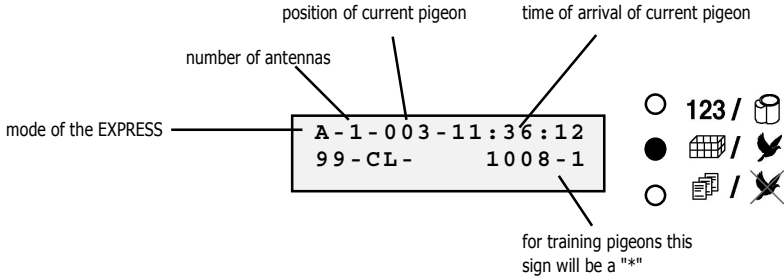 position of current pigeon
time of arrival of current pigeon
number of antennas
mode of the EXPRESS
A-1-003-11:36:12
99-CL- 1008-1
123 /
/
/
for training pigeons this
sign will be a "*"